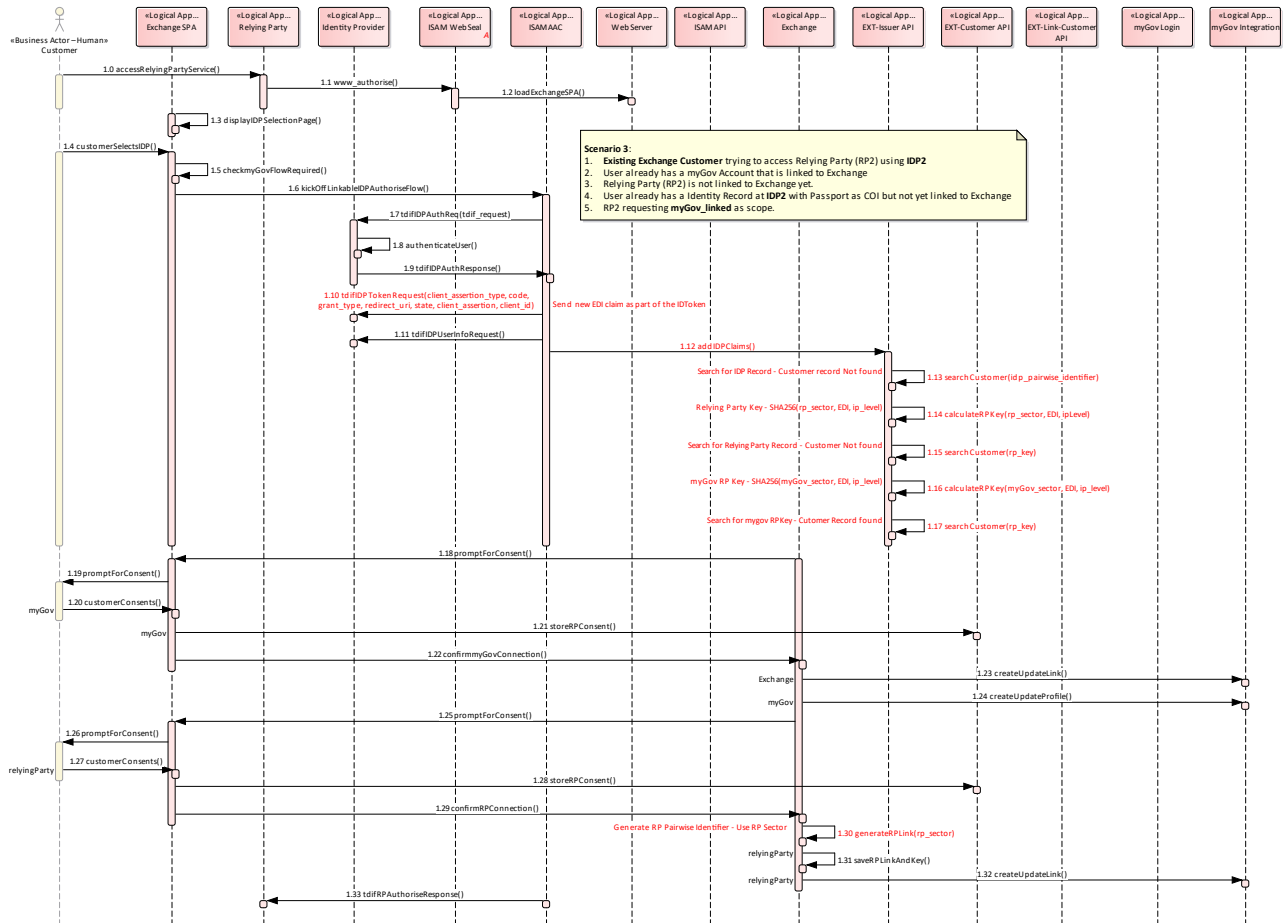 «Logical App...
Exchange SPA
«Logical App...
Relying Party
«Logical App...
Identity Provider
«Logical App...
ISAM WebSeal
A
«Logical App...
ISAM AAC
«Logical App...
Web Server
«Logical App...
ISAM API
«Logical App...
Exchange
«Logical App...
EXT-Issuer API
«Logical App...
EXT-Customer API
«Logical App...
EXT-Link-Customer
API
«Logical App...
myGov Login
«Logical App...
myGov Integration
«Business Actor – Human»
Customer
1.0 accessRelyingPartyService()
1.1 www_authorise()
1.2 loadExchangeSPA()
1.3 displayIDPSelectionPage()
1.4 customerSelectsIDP()
1.5 checkmyGovFlowRequired()
1.6 kickOffLinkableIDPAuthoriseFlow()
Scenario 3:
1. Existing Exchange Customer trying to access Relying Party (RP2) using IDP2
2. User already has a myGov Account that is linked to Exchange
3. Relying Party (RP2) is not linked to Exchange yet.
4. User already has a Identity Record at IDP2 with Passport as COI but not yet linked to Exchange
5. RP2 requesting myGov_linked as scope.
1.7 tdifIDPAuthReq(tdif_request)
1.8 authenticateUser()
1.9 tdifIDPAuthResponse()
1.10 tdifIDPTokenRequest(client_assertion_type, code,
grant_type, redirect_uri, state, client_assertion, client_id)
Send new EDI claim as part of the IDToken
1.11 tdifIDPUserInfoRequest()
1.12 addIDPClaims()
Search for IDP Record - Customer record Not found
1.13 searchCustomer(idp_pairwise_identifier)
Relying Party Key - SHA256(rp_sector, EDI, ip_level)
1.14 calculateRPKey(rp_sector, EDI, ipLevel)
Search for Relying Party Record - Customer Not found
1.15 searchCustomer(rp_key)
myGov RP Key - SHA256(myGov_sector, EDI, ip_level)
1.16 calculateRPKey(myGov_sector, EDI, ip_level)
Search for mygov RPKey - Cutomer Record found
1.17 searchCustomer(rp_key)
1.18 promptForConsent()
1.19 promptForConsent()
1.20 customerConsents()
myGov
1.21 storeRPConsent()
myGov
1.22 confirmmyGovConnection()
1.23 createUpdateLink()
Exchange
1.24 createUpdateProfile()
myGov
1.25 promptForConsent()
1.26 promptForConsent()
1.27 customerConsents()
relyingParty
1.28 storeRPConsent()
1.29 confirmRPConnection()
Generate RP Pairwise Identifier - Use RP Sector
1.30 generateRPLink(rp_sector)
relyingParty
1.31 saveRPLinkAndKey()
1.32 createUpdateLink()
relyingParty
1.33 tdifRPAuthoriseResponse()